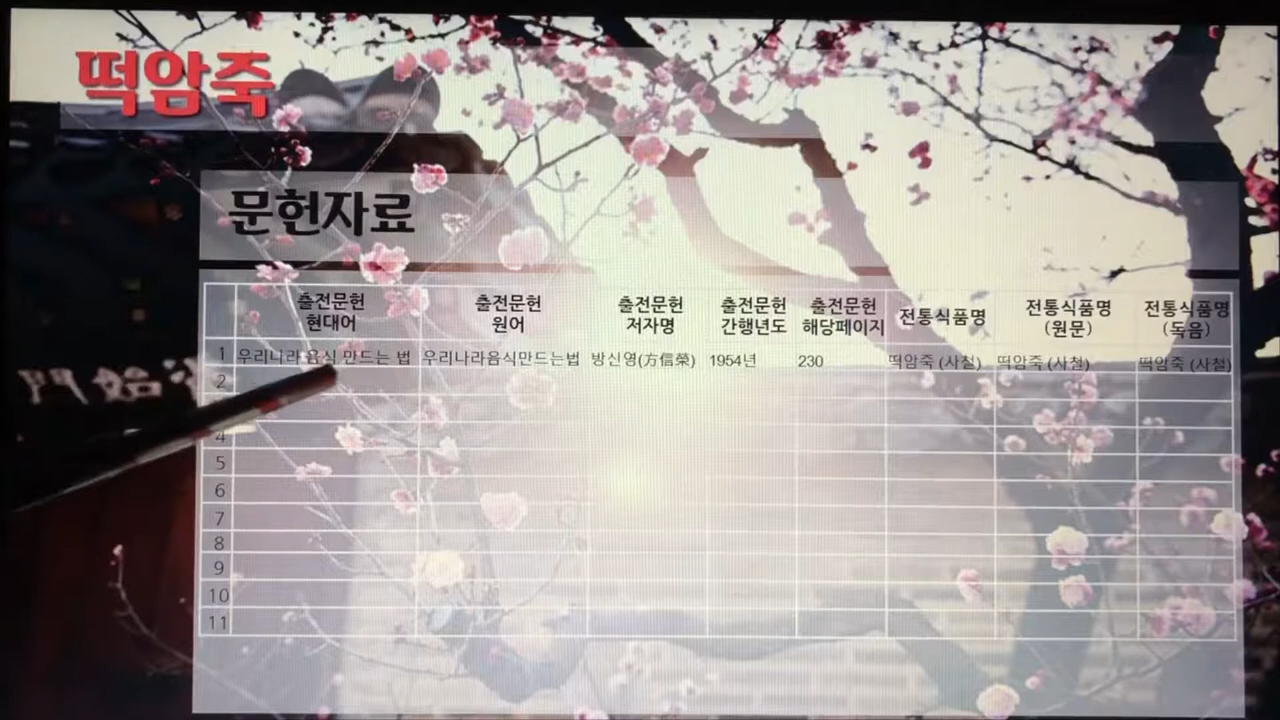 떡암죽
문헌자료
출전문헌 현대어
출전문헌 원어
출전문헌 저자명
출전문헌 간행년도
출전문헌 해당페이지
전통식품명
전통식품명 (원문)
전통식품명 (독음)
1 우리나라 음식 만드는 법 우리나라음식만드는법 방신영(方信榮) 1954년 230 떡암죽 (사철) 떡암죽 (사철) 떡암죽 (사철)
2
4
5
6
7
8
9
10
11
門 始